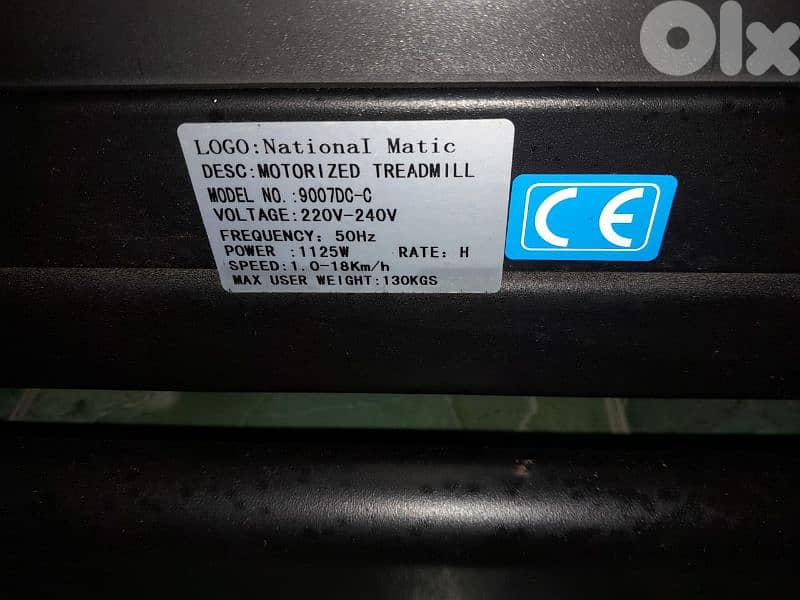 Olx
LOGO:National Matic
DESC:MOTORIZED TREADMILL
MODEL NO.:9007DC-C
VOLTAGE:220V-240V
FREQUENCY: 50Hz
POWER :1125W RATE: H
SPEED:1.0-18Km/h
MAX USER WEIGHT:130KGS
CE